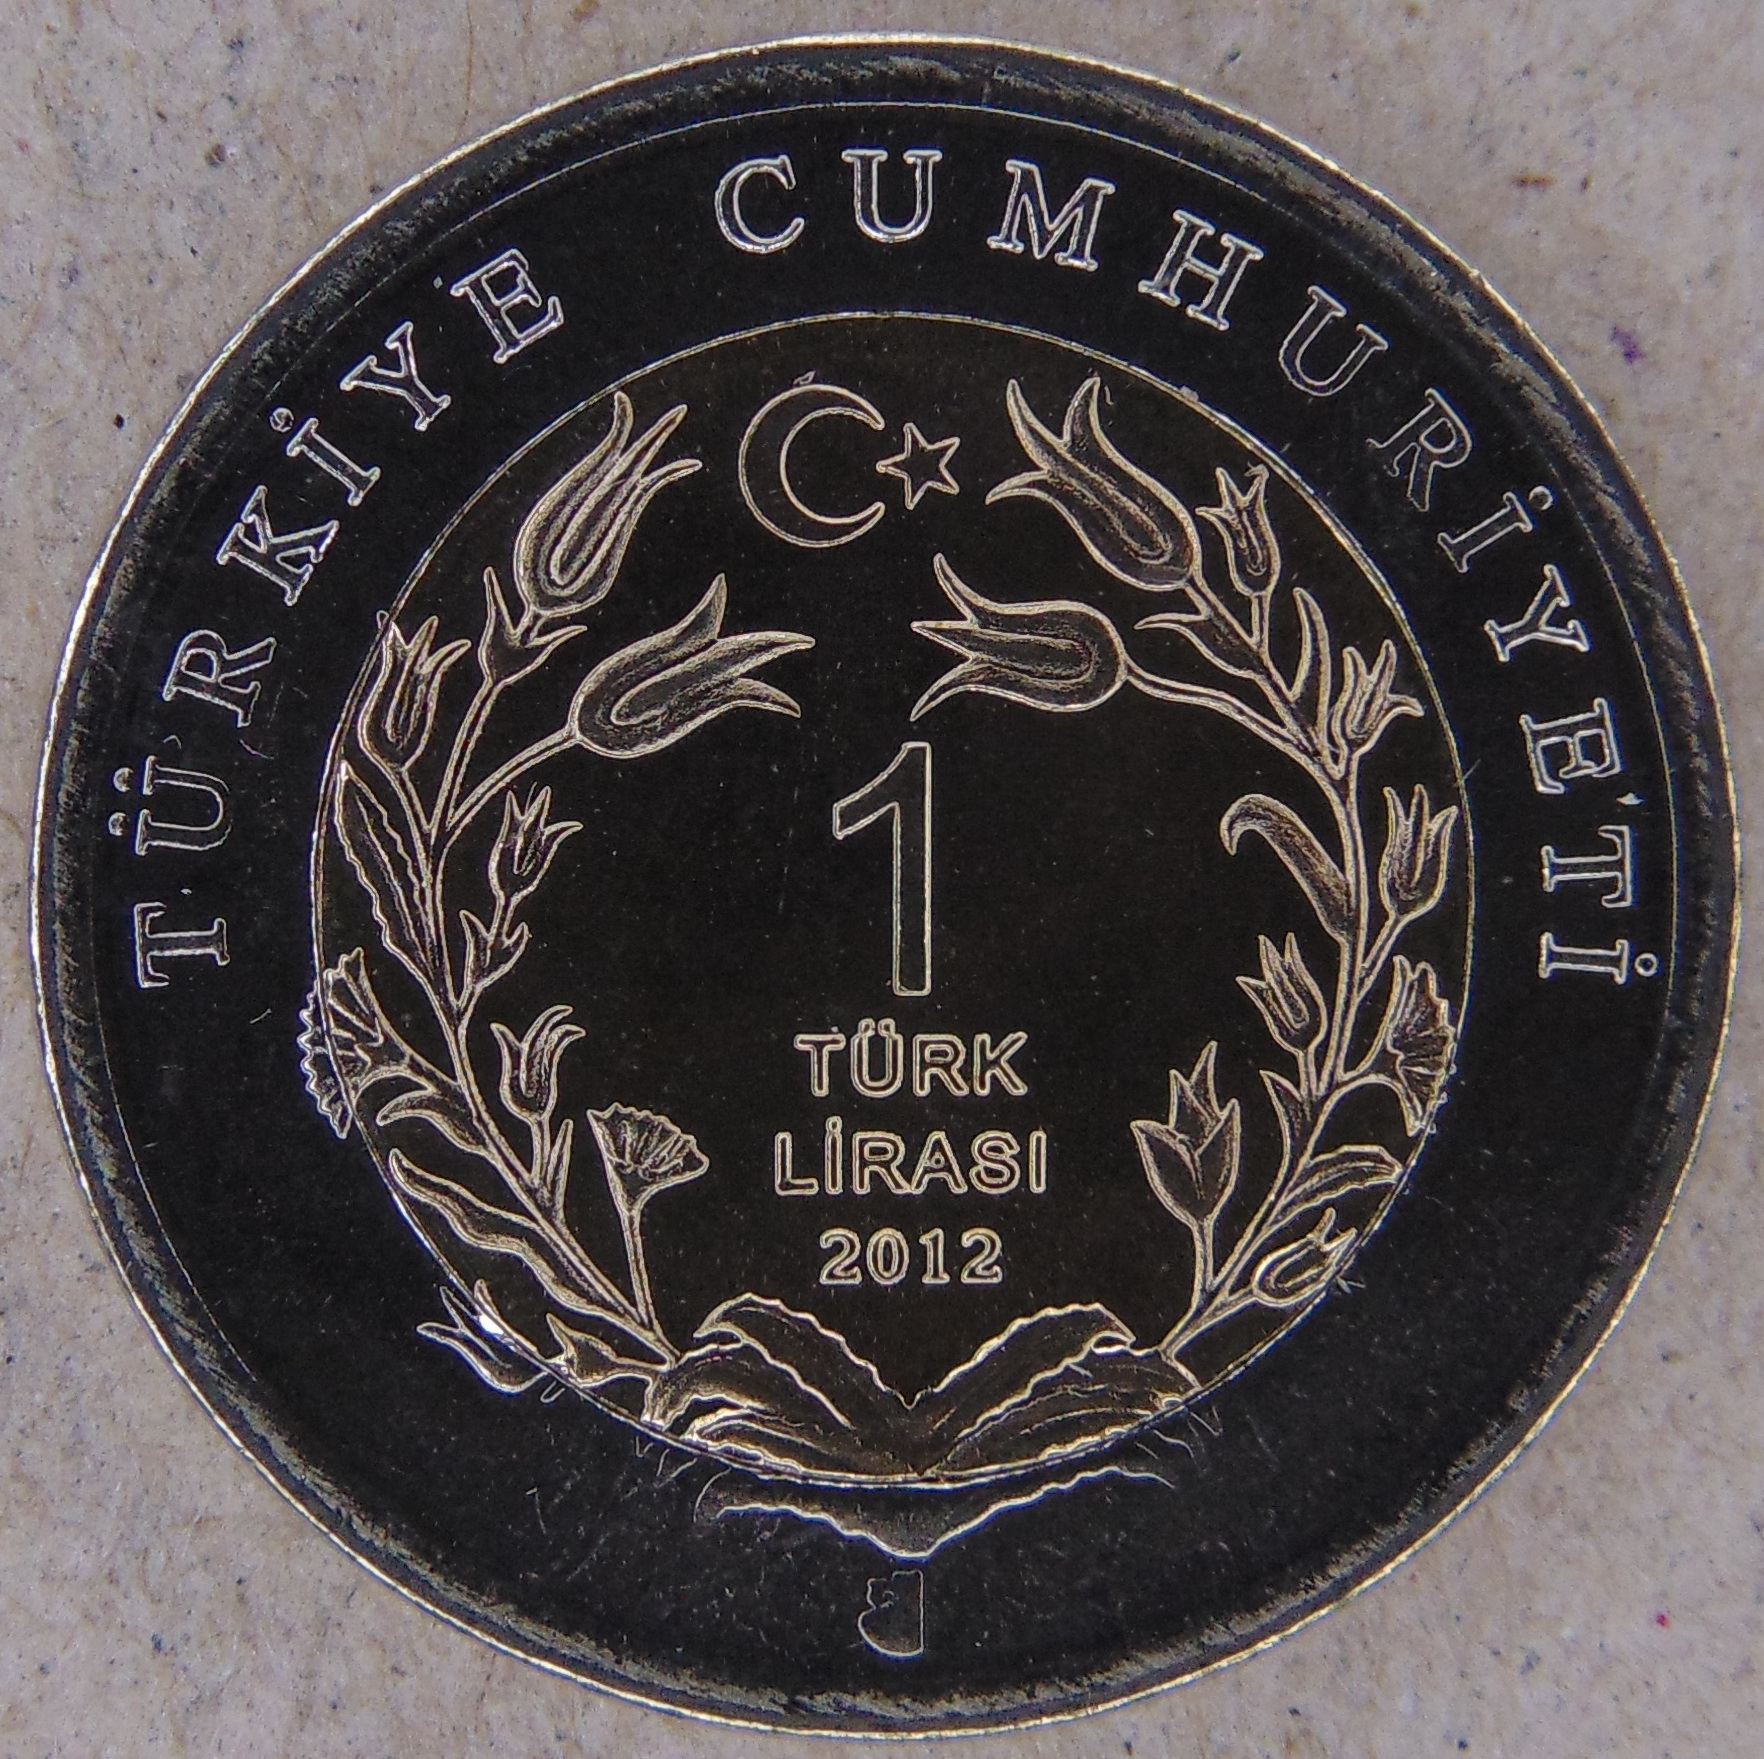 TÜRKİYE CUMHURİYETİ
1
TÜRK
LİRASI
2012